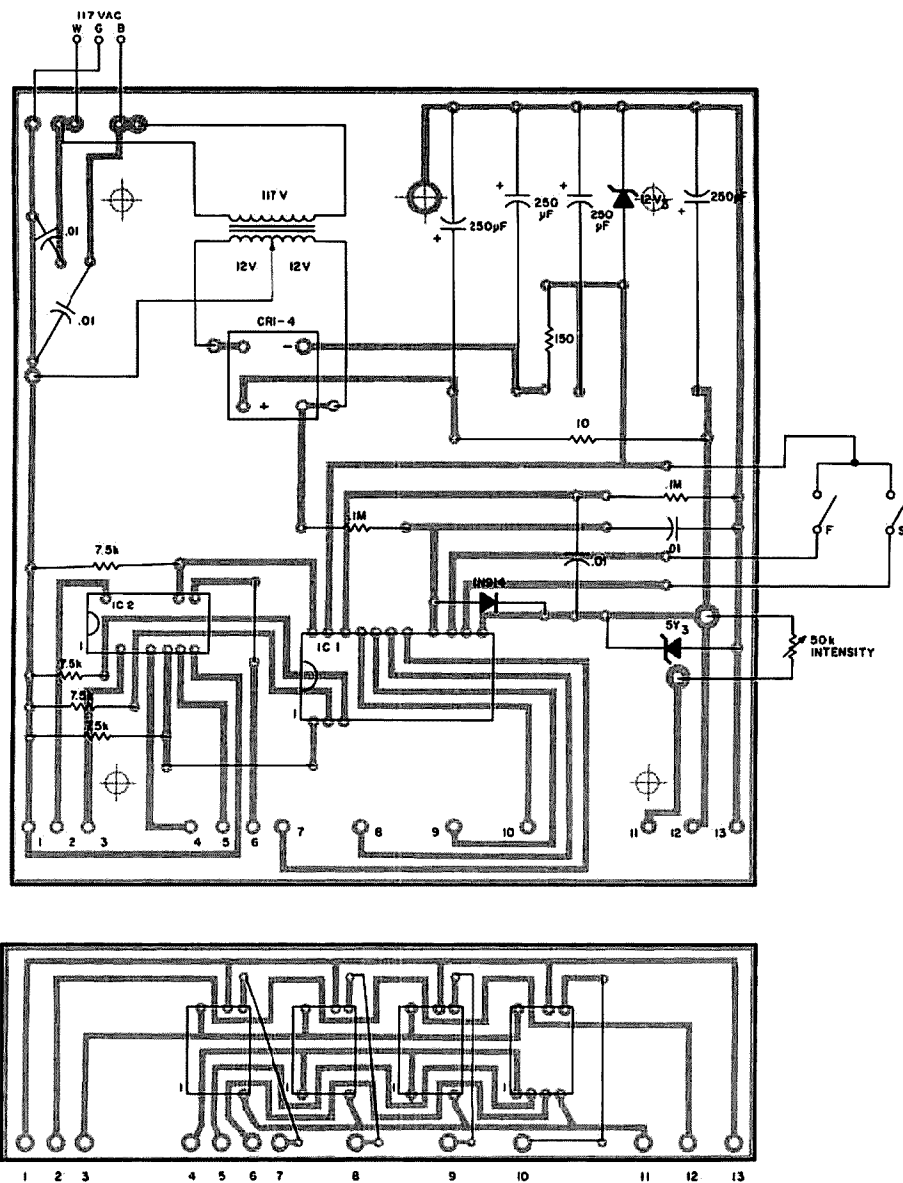 117 VAC
W G B
117 V
12V 12V
.01
.01
CR1-4
-
+
+
250µF
+
250
µF
+
250
µF
-12V
+
250µF
150
10
.1M
.1M
.01
.01
F
S
7.5k
IC 2
1
1N914
IC 1
1
5V
50k
INTENSITY
7.5k
7.5k
7.5k
1 2 3 4 5 6 7 8 9 10 11 12 13
1 1 1 1
1 2 3 4 5 6 7 8 9 10 11 12 13